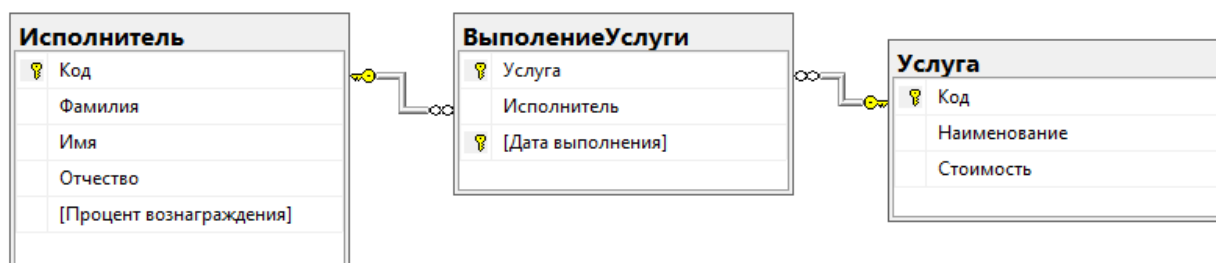 Исполнитель
Код
Фамилия
Имя
Отчество
[Процент вознаграждения]
ВыполениеУслуги
Услуга
Исполнитель
[Дата выполнения]
Услуга
Код
Наименование
Стоимость